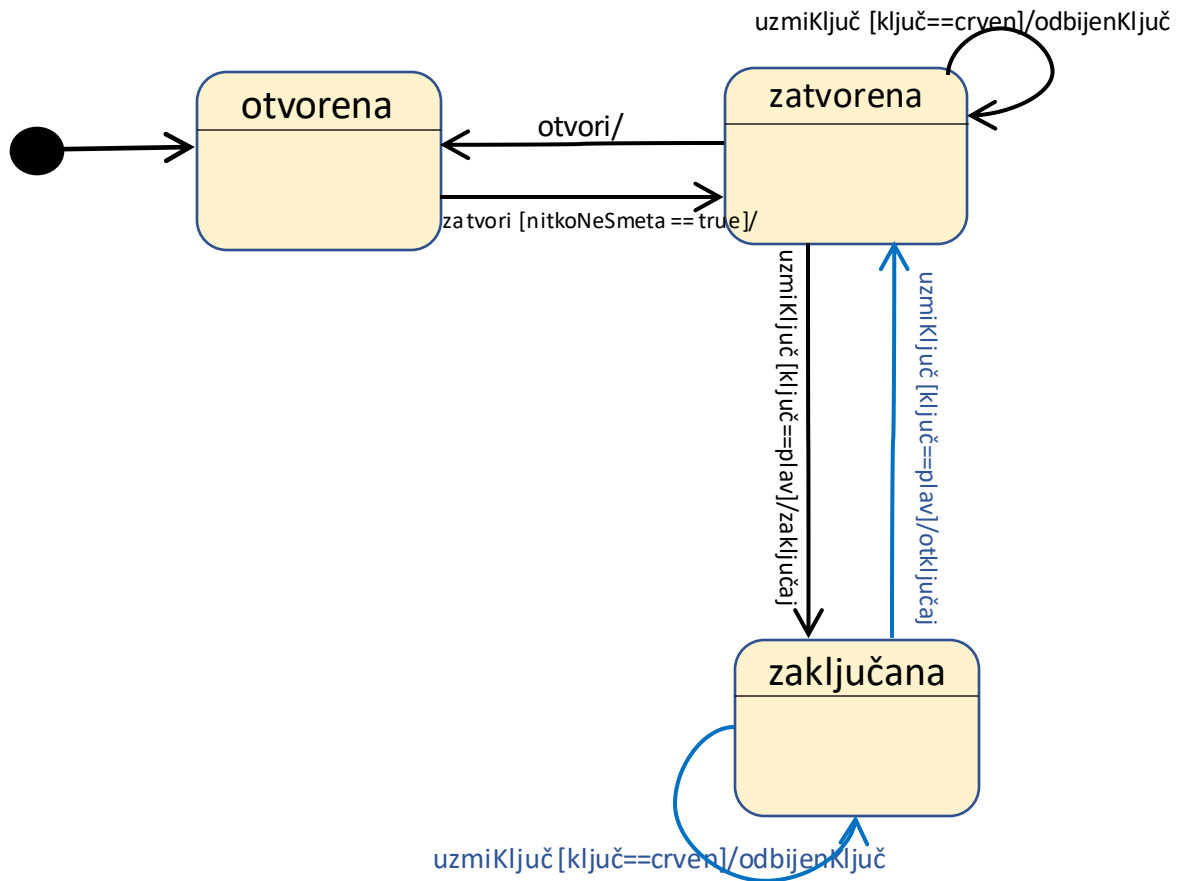 uzmiKljuč [ključ==crven]/odbijenKljuč
otvorena
zatvorena
otvori/
zatvori [nitkoNeSmeta == true]/
uzmiKljuč [ključ==plav]/zaključaj
uzmiKljuč [ključ==plav]/otključaj
zaključana
uzmiKljuč [ključ==crven]/odbijenKljuč